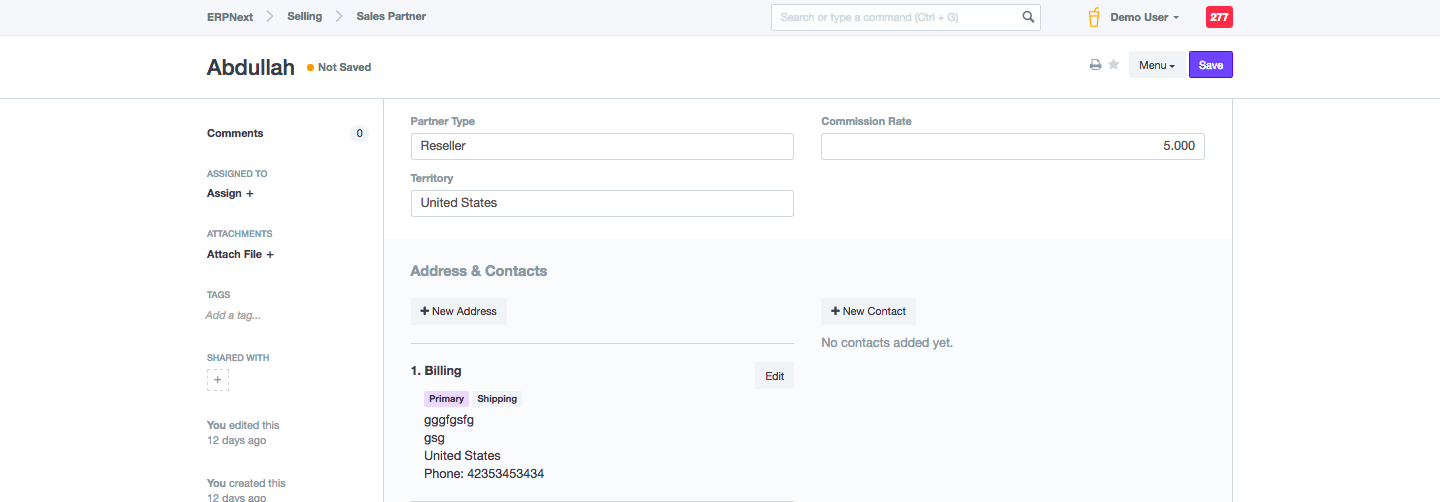 ERPNext Selling Sales Partner Search or type a command (Ctrl + G) Demo User 277
Abdullah Not Saved Menu Save
Comments 0
ASSIGNED TO
Assign +
ATTACHMENTS
Attach File +
TAGS
Add a tag...
SHARED WITH
+
You edited this
12 days ago
You created this
12 days ago
Partner Type
Reseller
Territory
United States
Commission Rate
5.000
Address & Contacts
+ New Address
1. Billing
Edit
Primary Shipping
gggfgsfg
gsg
United States
Phone: 42353453434
+ New Contact
No contacts added yet.